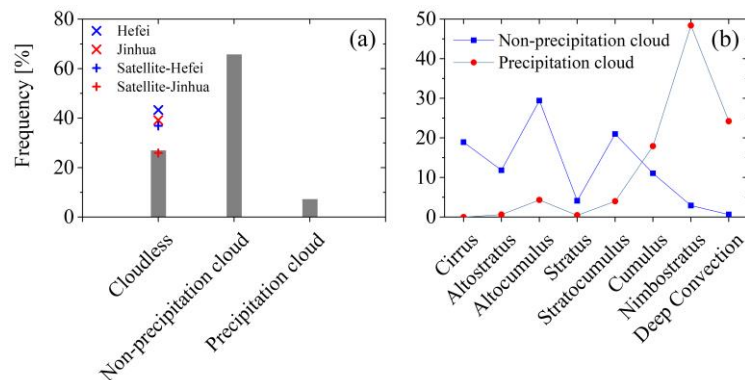 (a)
Hefei
Jinhua
Satellite-Hefei
Satellite-Jinhua
Frequency [%]
80
60
40
20
0
Cloudless
Non-precipitation cloud
Precipitation cloud
(b)
Non-precipitation cloud
Precipitation cloud
50
40
30
20
10
0
Cirrus
Altostratus
Altocumulus
Stratus
Stratocumulus
Cumulus
Nimbostratus
Deep Convection